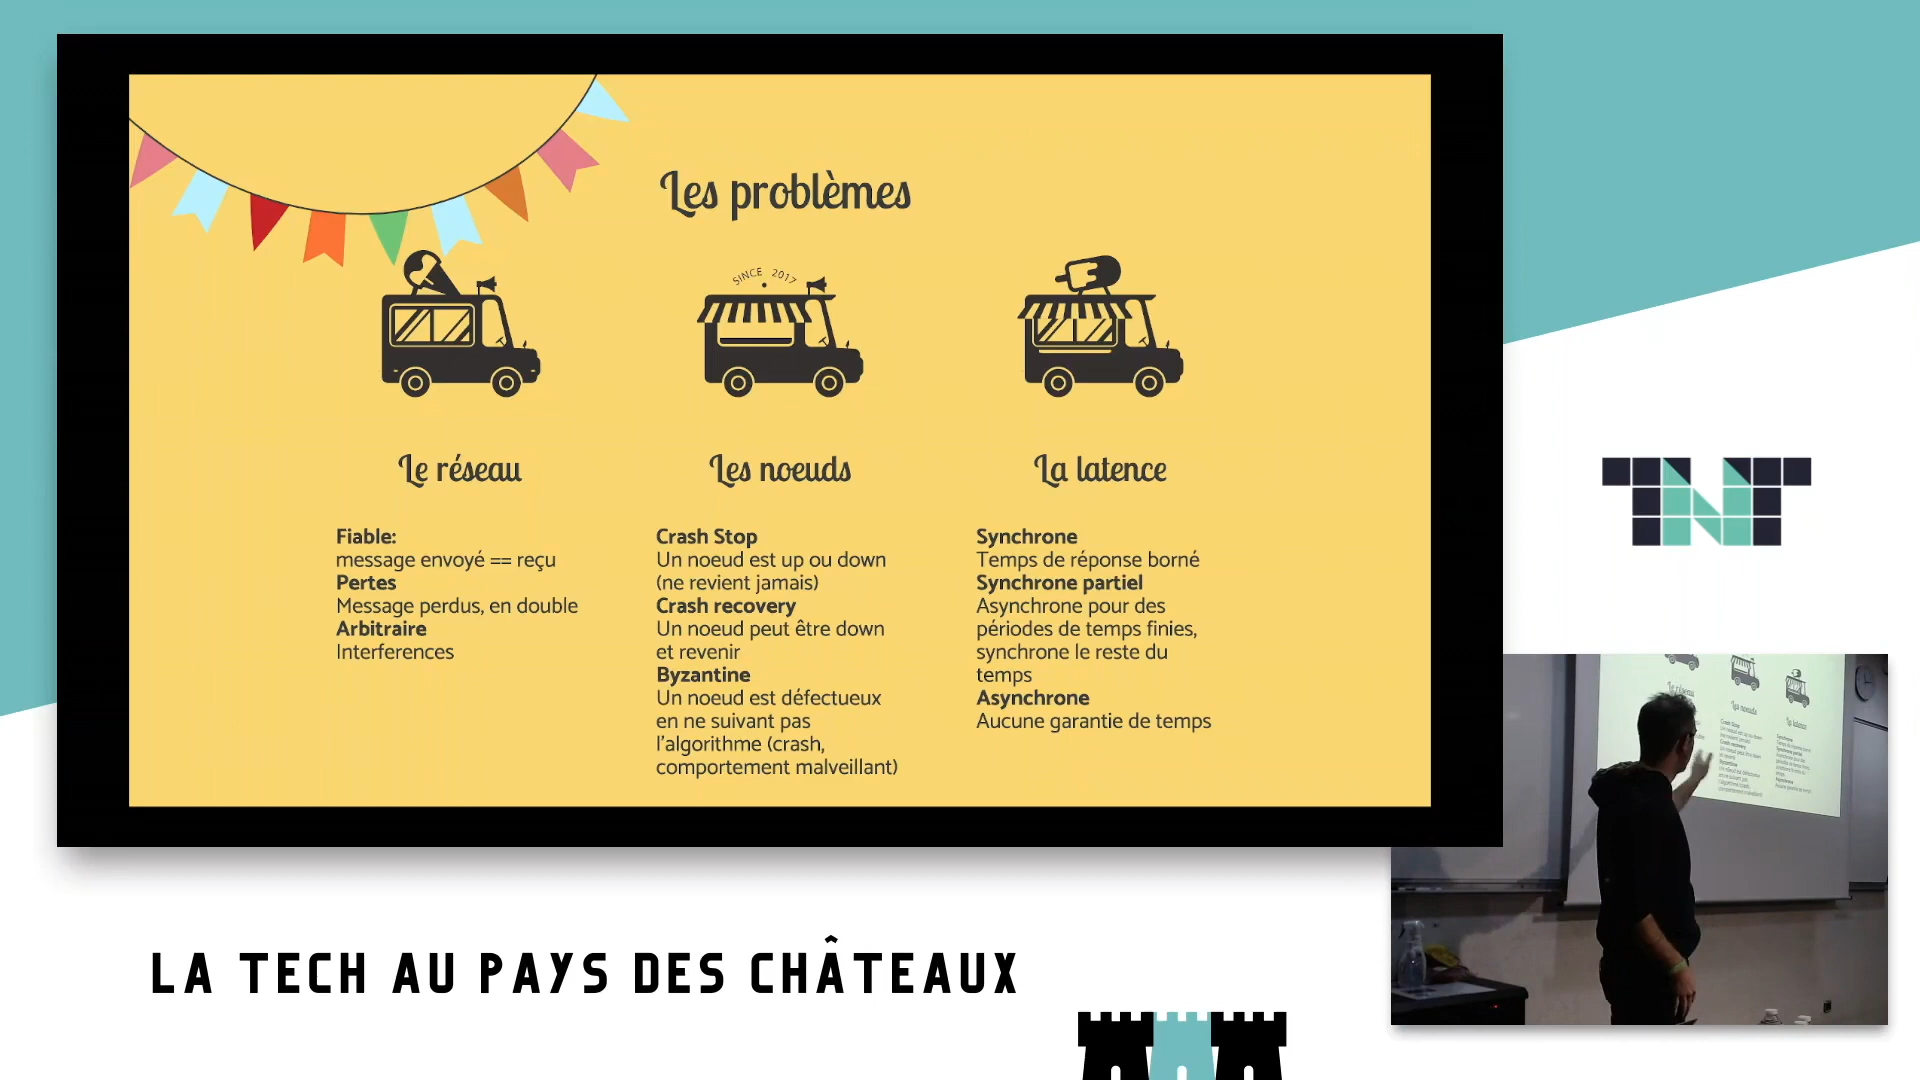 Les problèmes
SINCE 2017
Le réseau
Fiable:
message envoyé == reçu
Pertes
Message perdus, en double
Arbitraire
Interferences
Les noeuds
Crash Stop
Un noeud est up ou down
(ne revient jamais)
Crash recovery
Un noeud peut être down
et revenir
Byzantine
Un noeud est défectueux
en ne suivant pas
l'algorithme (crash,
comportement malveillant)
La latence
Synchrone
Temps de réponse borné
Synchrone partiel
Asynchrone pour des
périodes de temps finies,
synchrone le reste du
temps
Asynchrone
Aucune garantie de temps
TNT
LA TECH AU PAYS DES CHÂTEAUX